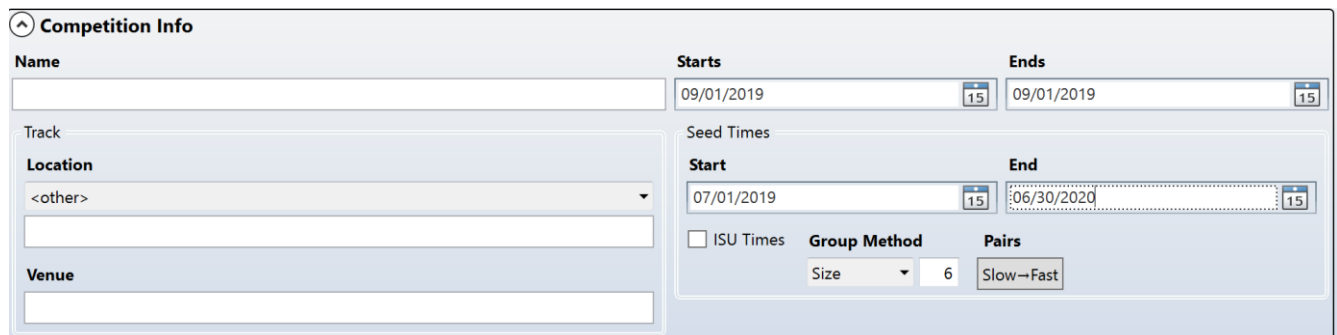 Competition Info
Name Starts Ends
09/01/2019 15 09/01/2019 15
Track Seed Times
Location Start End
<other> 07/01/2019 15 06/30/2020 15
ISU Times Group Method Pairs
Venue Size 6 Slow→Fast